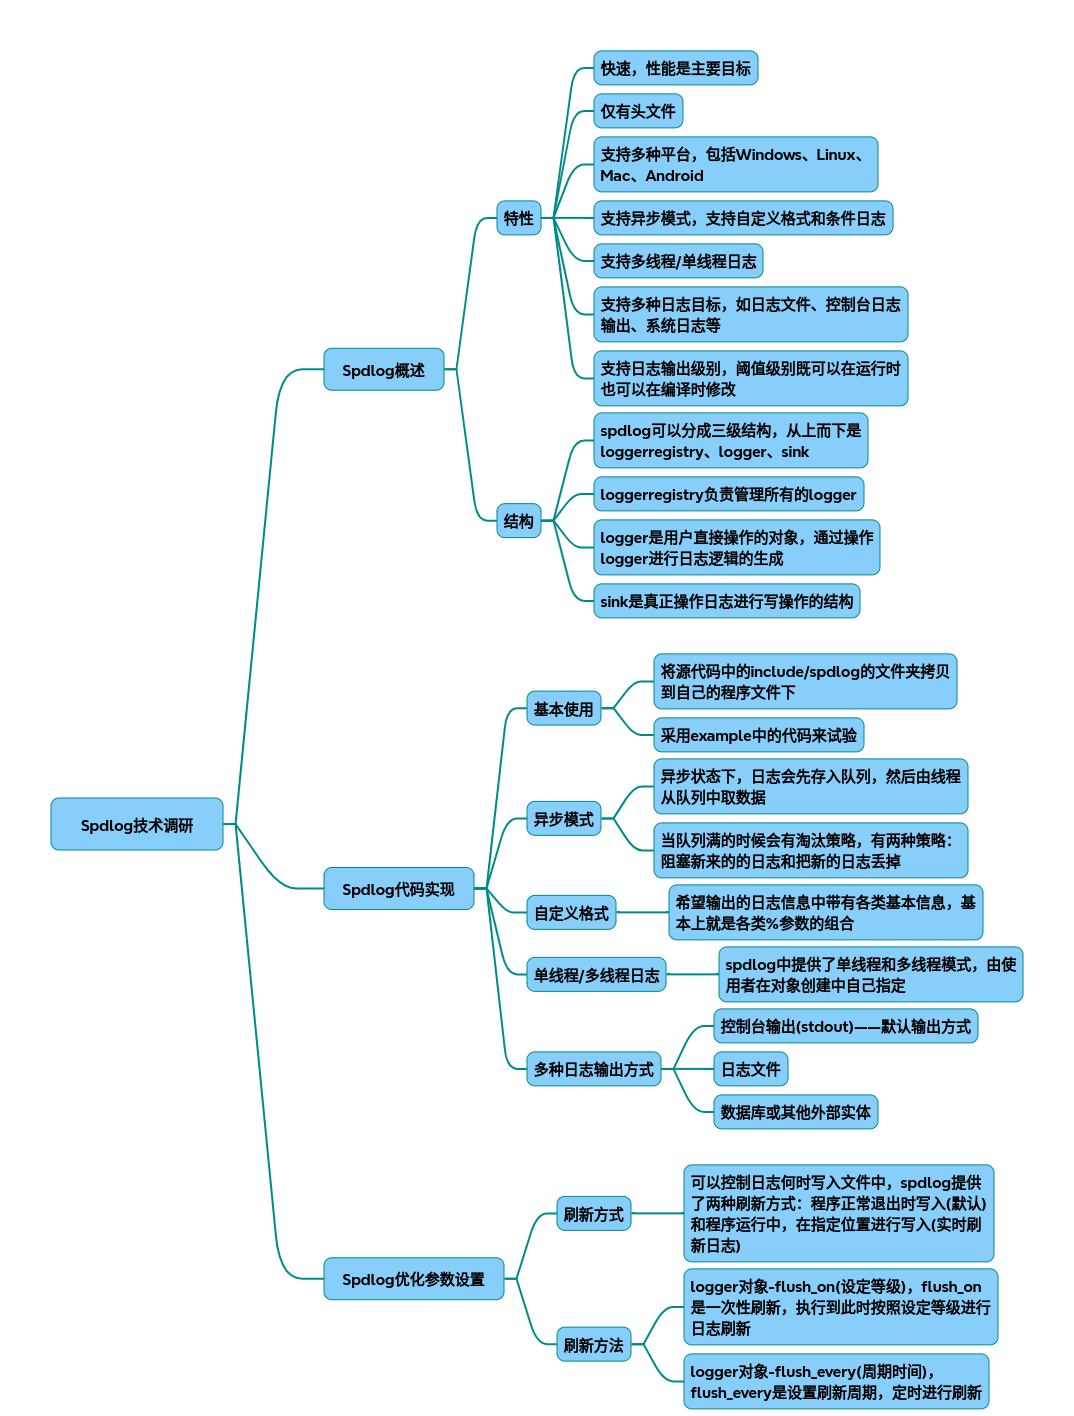 Spdlog技术调研
Spdlog概述
特性
快速，性能是主要目标
仅有头文件
支持多种平台，包括Windows、Linux、
Mac、Android
支持异步模式，支持自定义格式和条件日志
支持多线程/单线程日志
支持多种日志目标，如日志文件、控制台日志
输出、系统日志等
支持日志输出级别，阈值级别既可以在运行时
也可以在编译时修改
结构
spdlog可以分成三级结构，从上而下是
loggerregistry、logger、sink
loggerregistry负责管理所有的logger
logger是用户直接操作的对象，通过操作
logger进行日志逻辑的生成
sink是真正操作日志进行写操作的结构
Spdlog代码实现
基本使用
将源代码中的include/spdlog的文件夹拷贝
到自己的程序文件下
采用example中的代码来试验
异步模式
异步状态下，日志会先存入队列，然后由线程
从队列中取数据
当队列满的时候会有淘汰策略，有两种策略：
阻塞新来的的日志和把新的日志丢掉
自定义格式
希望输出的日志信息中带有各类基本信息，基
本上就是各类%参数的组合
单线程/多线程日志
spdlog中提供了单线程和多线程模式，由使
用者在对象创建中自己指定
多种日志输出方式
控制台输出(stdout)——默认输出方式
日志文件
数据库或其他外部实体
Spdlog优化参数设置
刷新方式
可以控制日志何时写入文件中，spdlog提供
了两种刷新方式：程序正常退出时写入(默认)
和程序运行中，在指定位置进行写入(实时刷
新日志)
刷新方法
logger对象-flush_on(设定等级)，flush_on
是一次性刷新，执行到此时按照设定等级进行
日志刷新
logger对象-flush_every(周期时间)，
flush_every是设置刷新周期，定时进行刷新